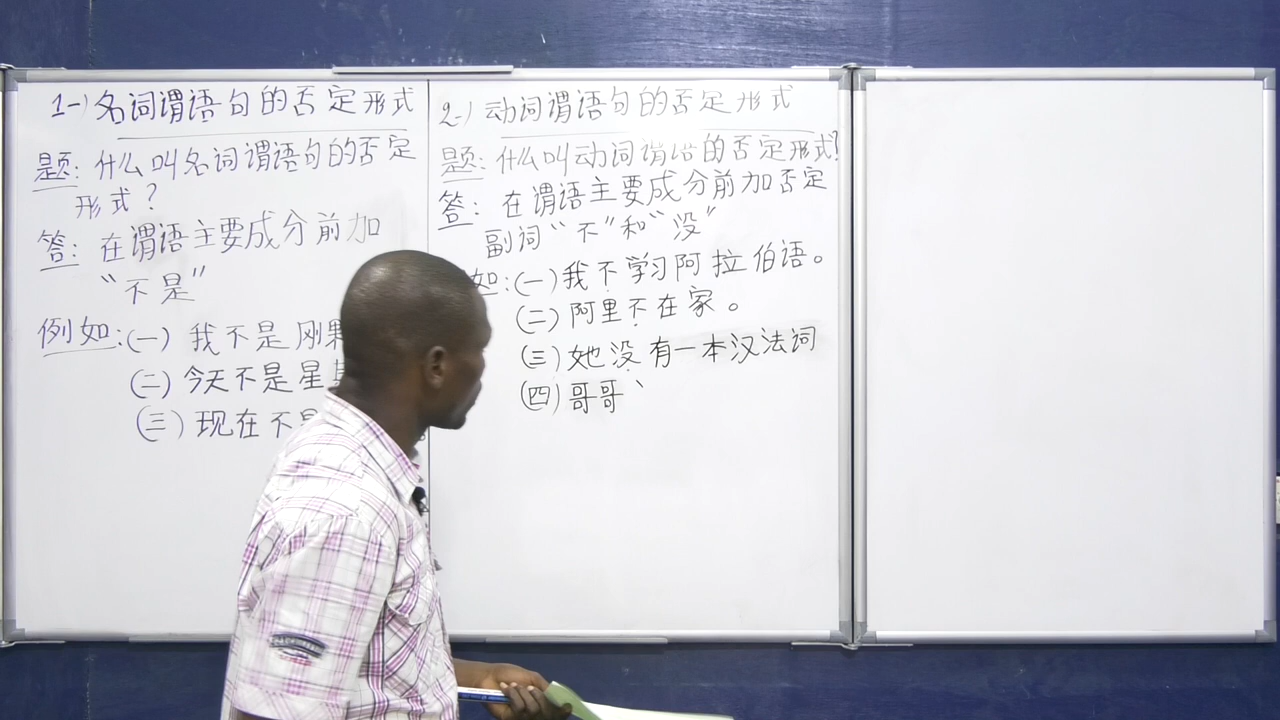 1-) 名词谓语句的否定形式
题: 什么叫名词谓语句的否定
形式?
答: 在谓语主要成分前加
“不是”
例如:(一) 我不是刚
(二) 今天不是星
(三) 现在不
2-) 动词谓语句的否定形式
题: 什么叫动词谓语的否定形式?
答: 在谓语主要成分前加否定
副词“不”和“没”
如:(一)我不学习阿拉伯语。
(二)阿里不在家。
(三)她没有一本汉法词
(四)哥哥丶